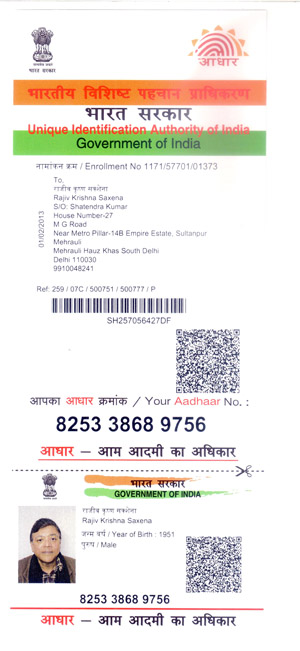 सत्यमेव जयते
भारत सरकार
आधार
भारतीय विशिष्ट पहचान प्राधिकरण
भारत सरकार
Unique Identification Authority of India
Government of India
नामांकन क्रम / Enrollment No 1171/57701/01373
To,
राजीव कृष्ण सक्सेना
Rajiv Krishna Saxena
S/O: Shatendra Kumar
House Number-27
M G Road
Near Metro Pillar-14B Empire Estate, Sultanpur
Mehrauli
Mehrauli Hauz Khas South Delhi
Delhi 110030
9910048241
01/02/2013
Ref: 259 / 07C / 500751 / 500777 / P
SH257056427DF
आपका आधार क्रमांक / Your Aadhaar No. :
8253 3868 9756
आधार – आम आदमी का अधिकार
भारत सरकार
GOVERNMENT OF INDIA
राजीव कृष्ण सक्सेना
Rajiv Krishna Saxena
जन्म वर्ष / Year of Birth : 1951
पुरुष / Male
8253 3868 9756
आधार – आम आदमी का अधिकार